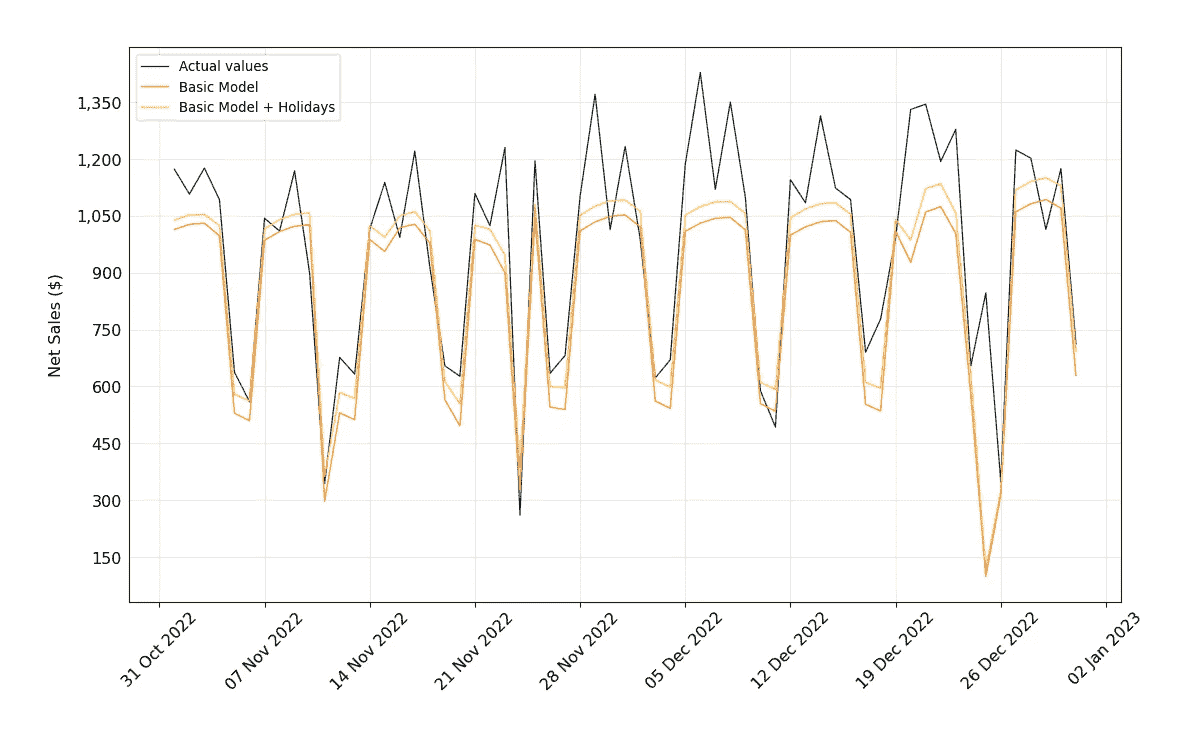 Actual values
Basic Model
Basic Model + Holidays
Net Sales ($)
1,350
1,200
1,050
900
750
600
450
300
150
31 Oct 2022
07 Nov 2022
14 Nov 2022
21 Nov 2022
28 Nov 2022
05 Dec 2022
12 Dec 2022
19 Dec 2022
26 Dec 2022
02 Jan 2023